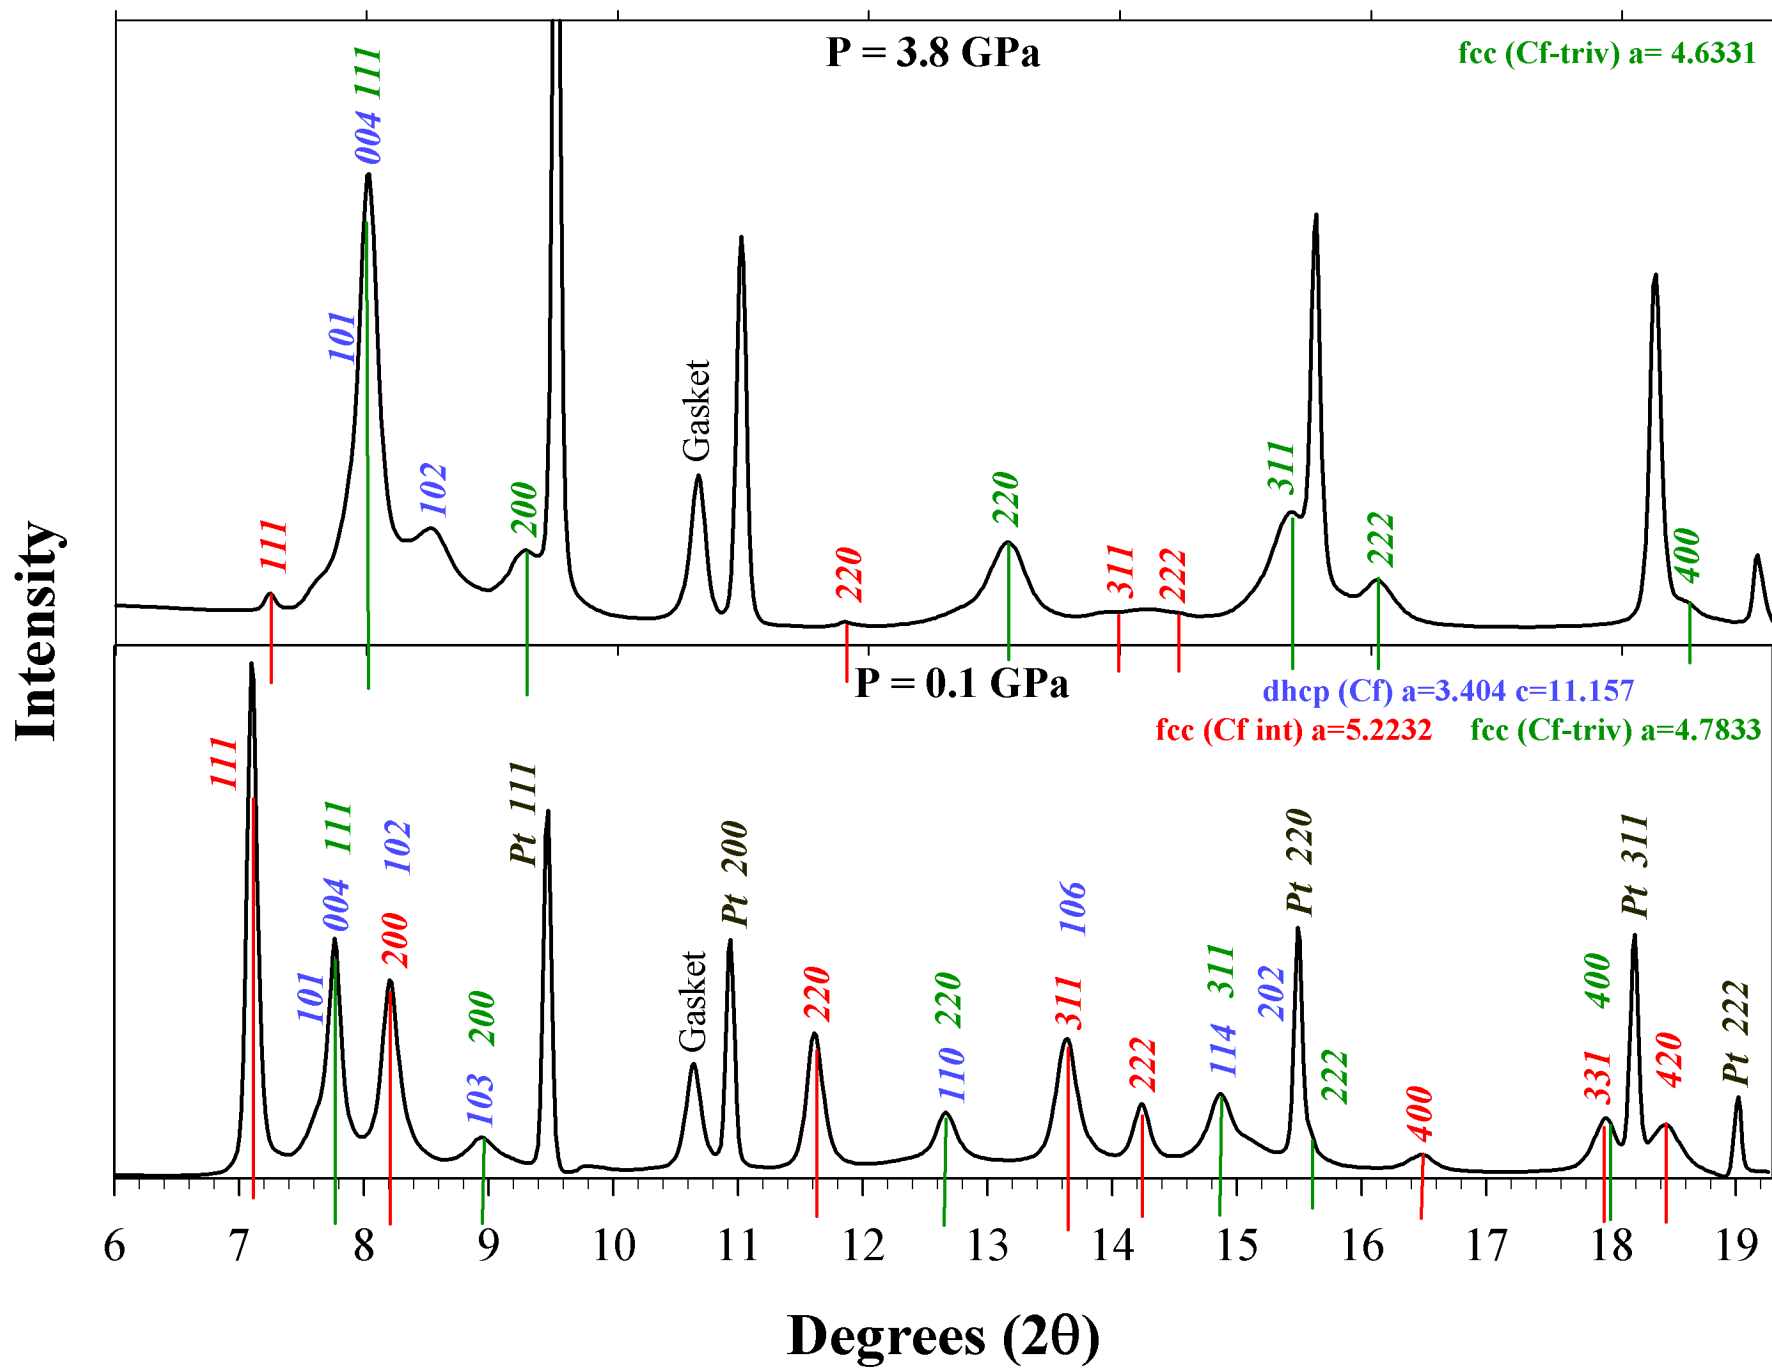 P = 3.8 GPa
fcc (Cf-triv) a= 4.6331
111
101
004 111
102
200
Gasket
220
220
311
222
311
222
400
Intensity
P = 0.1 GPa
dhcp (Cf) a=3.404 c=11.157
fcc (Cf int) a=5.2232
fcc (Cf-triv) a=4.7833
111
101
004 111
200 102
103 200
Pt 111
Gasket
Pt 200
220
110 220
311 106
222
114 311
202
Pt 220
222
400
331 400
Pt 311
420
Pt 222
6 7 8 9 10 11 12 13 14 15 16 17 18 19
Degrees (2θ)